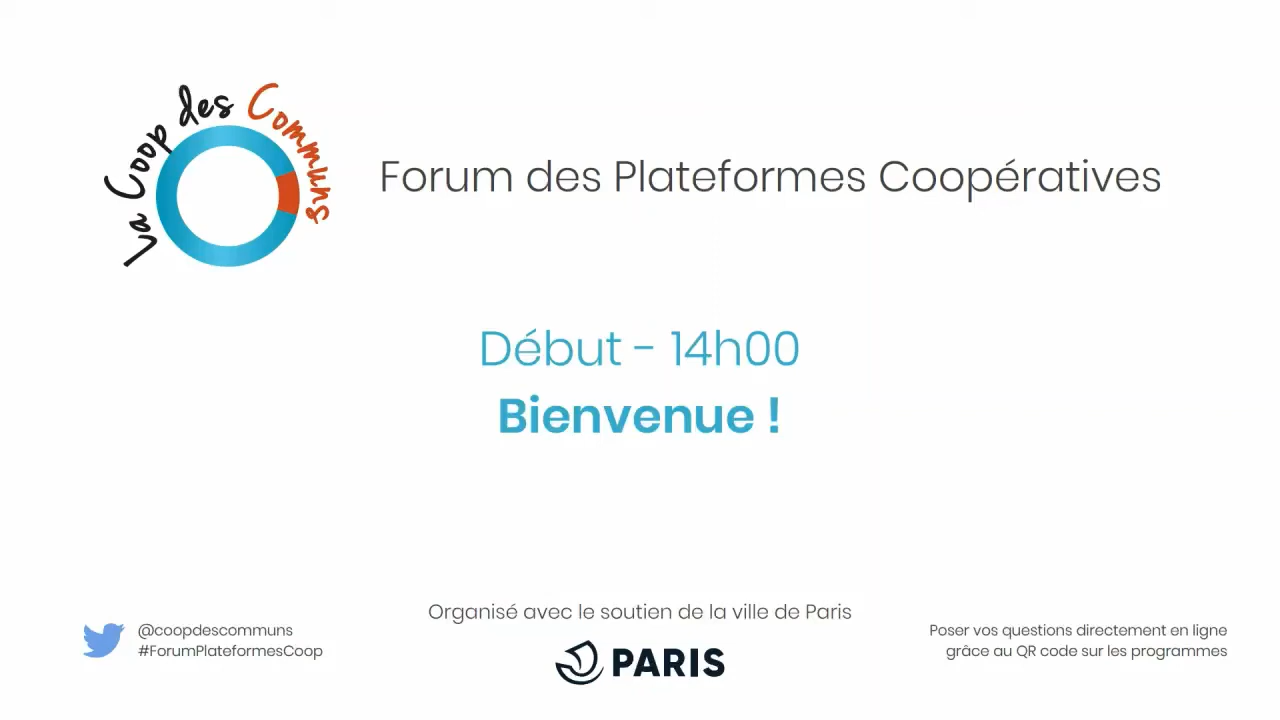 La Coop des Communs
Forum des Plateformes Coopératives
Début - 14h00
Bienvenue !
Organisé avec le soutien de la ville de Paris
PARIS
@coopdescommuns
#ForumPlateformesCoop
Poser vos questions directement en ligne
grâce au QR code sur les programmes